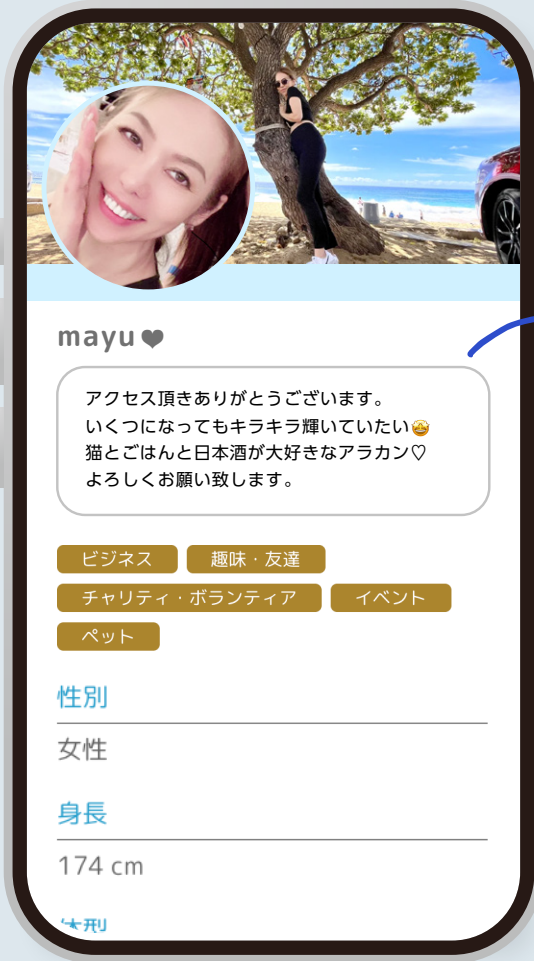 mayu♥
アクセス頂きありがとうございます。
いくつになってもキラキラ輝いていたい🤩
猫とごはんと日本酒が大好きなアラカン♡
よろしくお願い致します。
ビジネス 趣味・友達
チャリティ・ボランティア イベント
ペット
性別
女性
身長
174 cm
体型